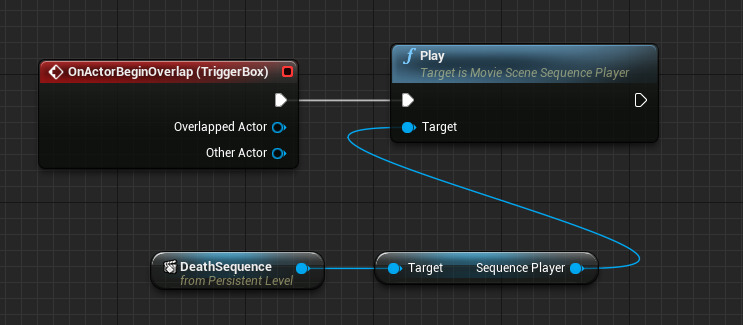 OnActorBeginOverlap (TriggerBox)
Overlapped Actor
Other Actor
f Play
Target is Movie Scene Sequence Player
Target
DeathSequence
from Persistent Level
Target Sequence Player